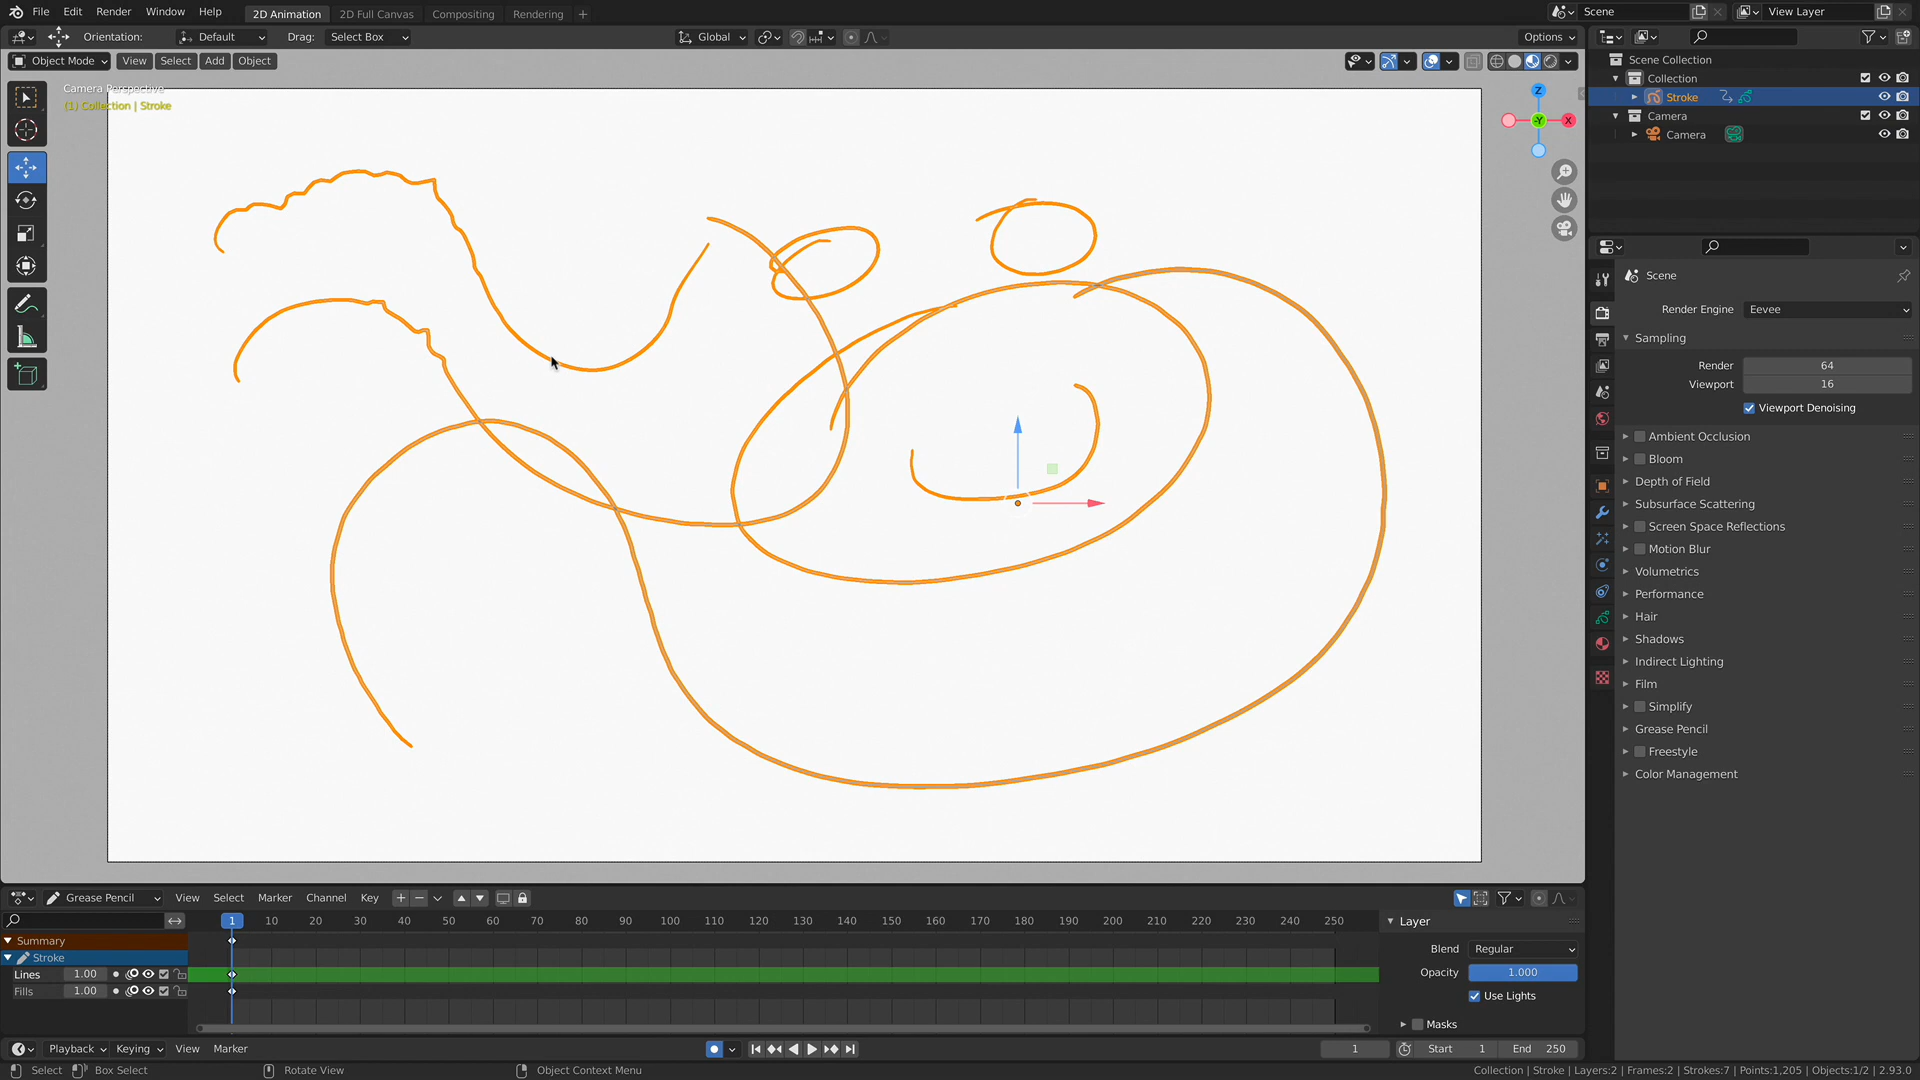 File Edit Render Window Help 2D Animation 2D Full Canvas Compositing Rendering + Scene View Layer
Orientation: Default Drag: Select Box Global Options
Object Mode View Select Add Object
Camera Perspective
(1) Collection | Stroke
Z
-Y X
Scene Collection
Collection
Stroke
Camera
Camera
Scene
Render Engine Eevee
Sampling
Render 64
Viewport 16
Viewport Denoising
Ambient Occlusion
Bloom
Depth of Field
Subsurface Scattering
Screen Space Reflections
Motion Blur
Volumetrics
Performance
Hair
Shadows
Indirect Lighting
Film
Simplify
Grease Pencil
Freestyle
Color Management
Grease Pencil View Select Marker Channel Key
1 10 20 30 40 50 60 70 80 90 100 110 120 130 140 150 160 170 180 190 200 210 220 230 240 250
Summary
Stroke
Lines 1.00
Fills 1.00
Layer
Blend Regular
Opacity 1.000
Use Lights
Masks
Playback Keying View Marker 1 Start 1 End 250
Select Box Select Rotate View Object Context Menu Collection | Stroke | Layers:2 | Frames:2 | Strokes:7 | Points:1,205 | Objects:1/2 | 2.93.0